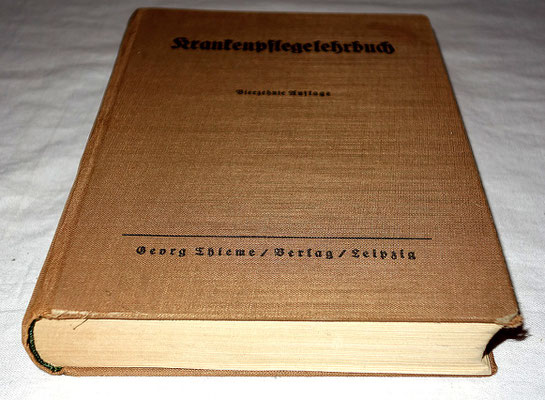 Krankenpflegelehrbuch
Vierzehnte Auflage
Georg Thieme / Verlag / Leipzig